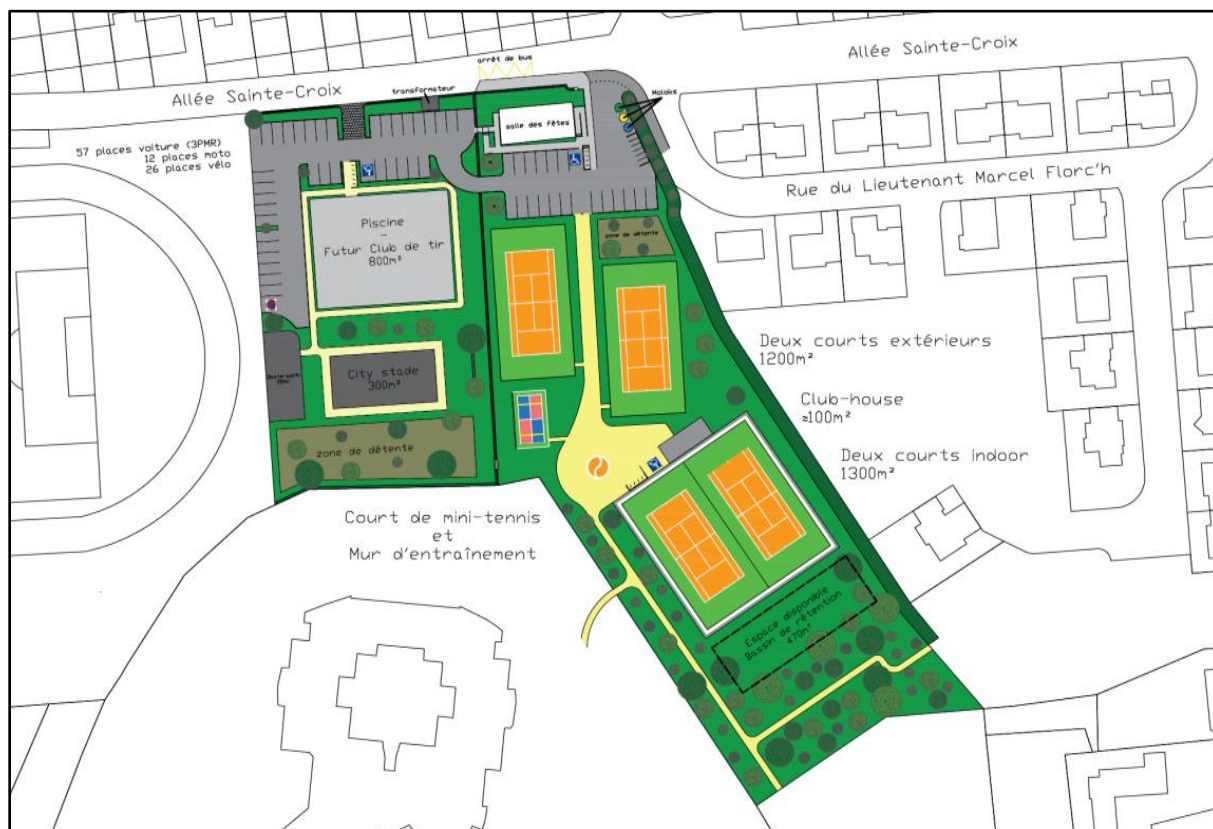 Allée Sainte-Croix
arrêt de bus
Allée Sainte-Croix
transformateur
Moloks
salle des fêtes
57 places voiture (3PMR)
12 places moto
26 places vélo
Rue du Lieutenant Marcel Florc'h
Piscine
-
Futur Club de tir
800m²
zone de détente
Deux courts extérieurs
1200m²
City stade
300m²
Club-house
≥100m²
Deux courts indoor
1300m²
zone de détente
Court de mini-tennis
et
Mur d'entraînement
Espace disponible
Bassin de rétention
470m²